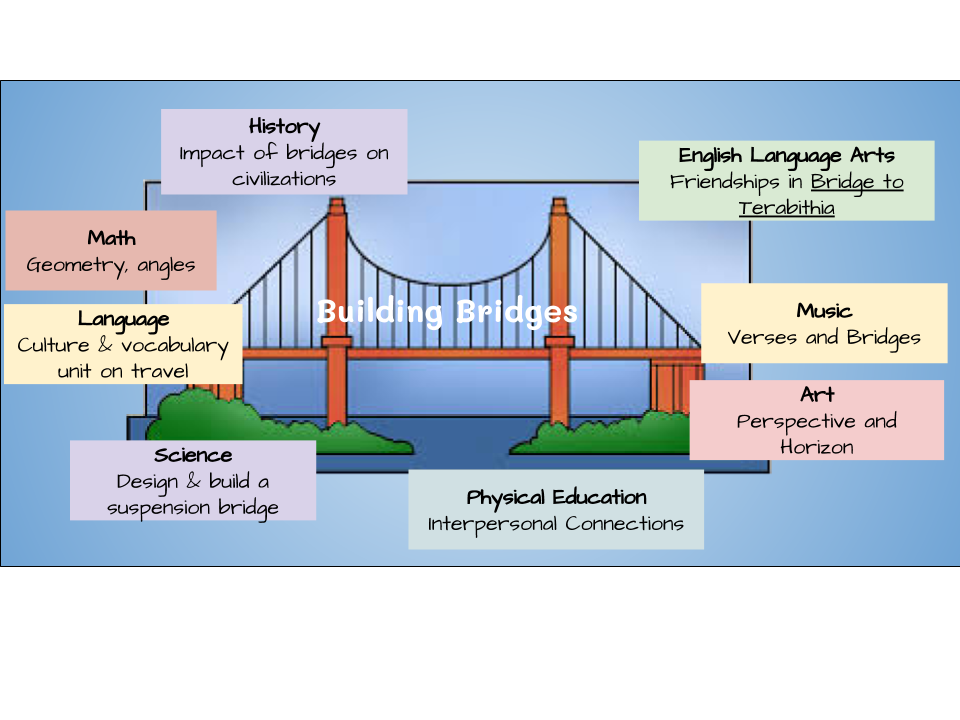 History
Impact of bridges on
civilizations
English Language Arts
Friendships in Bridge to
Terabithia
Math
Geometry, angles
Language
Culture & vocabulary
unit on travel
Building Bridges
Music
Verses and Bridges
Art
Perspective and
Horizon
Science
Design & build a
suspension bridge
Physical Education
Interpersonal Connections